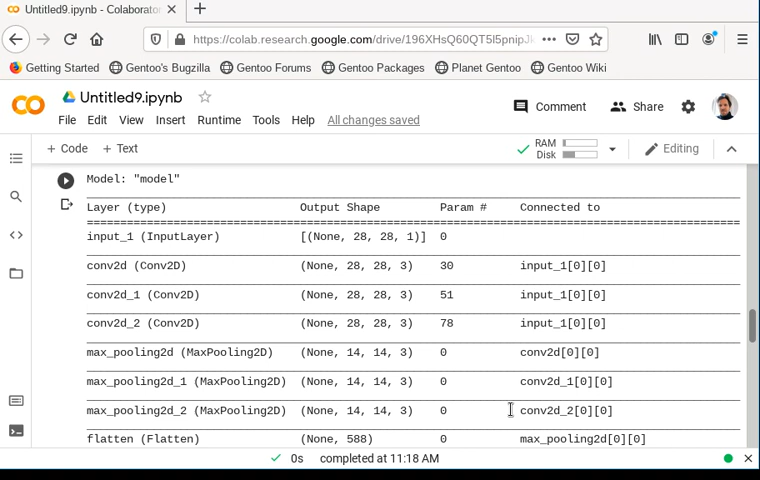 Untitled9.ipynb - Colaborator
https://colab.research.google.com/drive/196XHsQ60QT5l5pnipJ
Getting Started
Gentoo's Bugzilla
Gentoo Forums
Gentoo Packages
Planet Gentoo
Gentoo Wiki
Untitled9.ipynb
Comment
Share
File Edit View Insert Runtime Tools Help All changes saved
+ Code + Text
RAM
Disk
Editing
Model: "model"
Layer (type) Output Shape Param # Connected to
input_1 (InputLayer) [(None, 28, 28, 1)] 0
conv2d (Conv2D) (None, 28, 28, 3) 30 input_1[0][0]
conv2d_1 (Conv2D) (None, 28, 28, 3) 51 input_1[0][0]
conv2d_2 (Conv2D) (None, 28, 28, 3) 78 input_1[0][0]
max_pooling2d (MaxPooling2D) (None, 14, 14, 3) 0 conv2d[0][0]
max_pooling2d_1 (MaxPooling2D) (None, 14, 14, 3) 0 conv2d_1[0][0]
max_pooling2d_2 (MaxPooling2D) (None, 14, 14, 3) 0 conv2d_2[0][0]
flatten (Flatten) (None, 588) 0 max_pooling2d[0][0]
0s completed at 11:18 AM